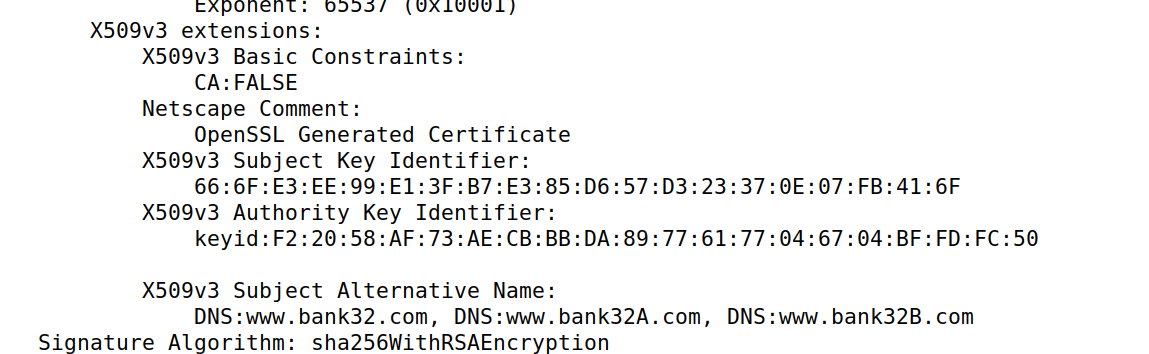 Exponent: 65537 (0x10001)
X509v3 extensions:
X509v3 Basic Constraints:
CA:FALSE
Netscape Comment:
OpenSSL Generated Certificate
X509v3 Subject Key Identifier:
66:6F:E3:EE:99:E1:3F:B7:E3:85:D6:57:D3:23:37:0E:07:FB:41:6F
X509v3 Authority Key Identifier:
keyid:F2:20:58:AF:73:AE:CB:BB:DA:89:77:61:77:04:67:04:BF:FD:FC:50
X509v3 Subject Alternative Name:
DNS:www.bank32.com, DNS:www.bank32A.com, DNS:www.bank32B.com
Signature Algorithm: sha256WithRSAEncryption